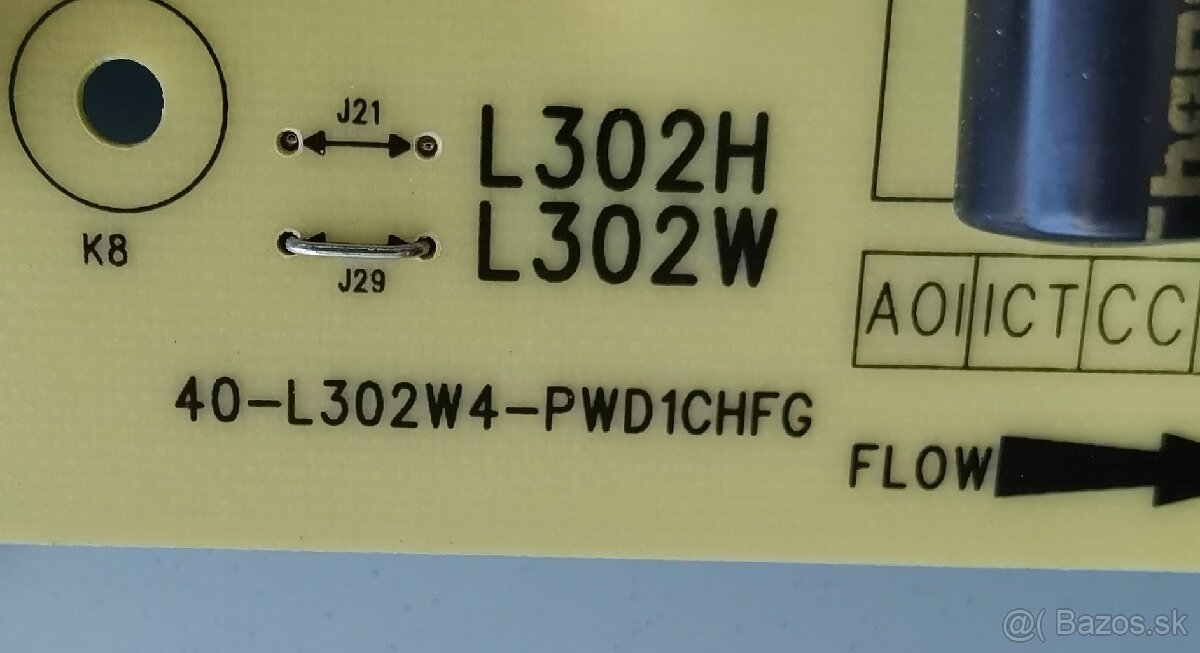 J21
L302H
K8
J29
L302W
AOI ICT CC
40-L302W4-PWD1CHFG
FLOW
@( Bazos.sk